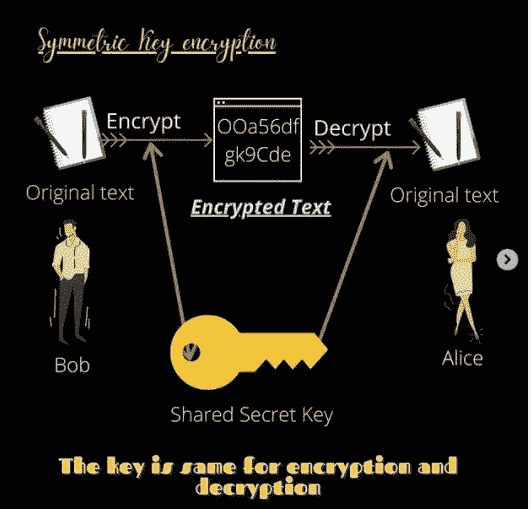 Symmetric Key encryption
Encrypt
OOa56df
gk9Cde
Decrypt
Original text
Encrypted Text
Original text
Bob
Alice
Shared Secret Key
The key is same for encryption and
decryption